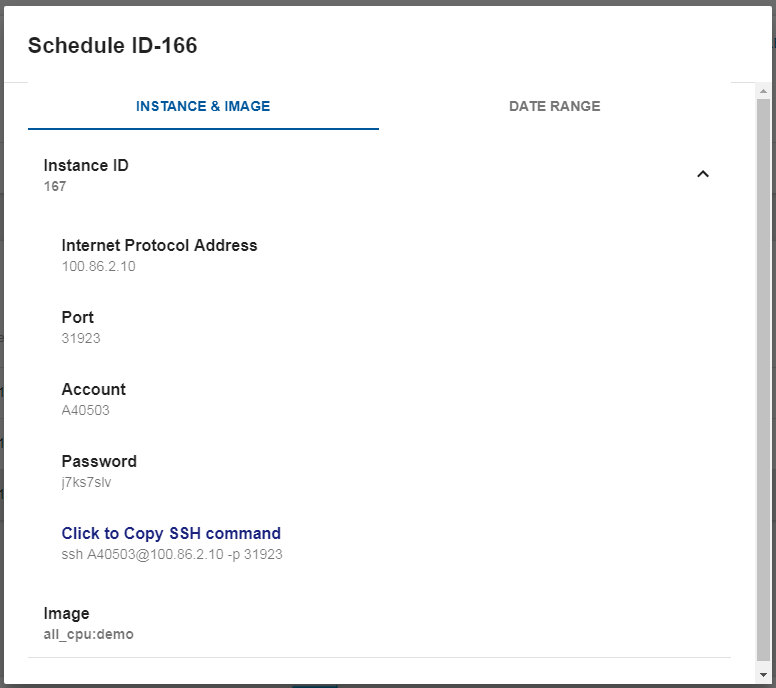 Schedule ID-166
INSTANCE & IMAGE
DATE RANGE
Instance ID
167
Internet Protocol Address
100.86.2.10
Port
31923
Account
A40503
Password
j7ks7slv
Click to Copy SSH command
ssh A40503@100.86.2.10 -p 31923
Image
all_cpu:demo